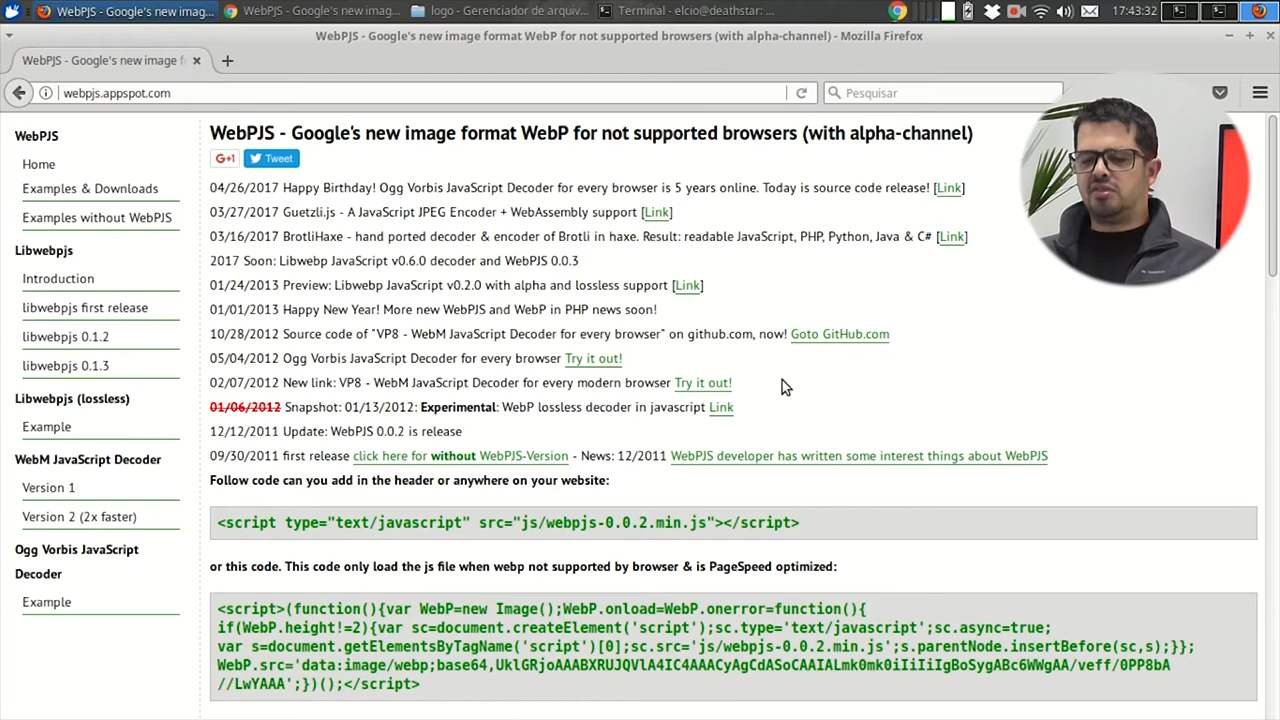 WebPJS - Google's new imag...
WebPJS - Google's new imag...
logo - Gerenciador de arquiv...
Terminal - elcio@deathstar: ...
17:43:32
WebPJS - Google's new image format WebP for not supported browsers (with alpha-channel) - Mozilla Firefox
WebPJS - Google's new image f
webpjs.appspot.com
Pesquisar
WebPJS
Home
Examples & Downloads
Examples without WebPJS
Libwebpjs
Introduction
libwebpjs first release
libwebpjs 0.1.2
libwebpjs 0.1.3
Libwebpjs (lossless)
Example
WebM JavaScript Decoder
Version 1
Version 2 (2x faster)
Ogg Vorbis JavaScript
Decoder
Example
WebPJS - Google's new image format WebP for not supported browsers (with alpha-channel)
G+1 Tweet
04/26/2017 Happy Birthday! Ogg Vorbis JavaScript Decoder for every browser is 5 years online. Today is source code release! [Link]
03/27/2017 Guetzli.js - A JavaScript JPEG Encoder + WebAssembly support [Link]
03/16/2017 BrotliHaxe - hand ported decoder & encoder of Brotli in haxe. Result: readable JavaScript, PHP, Python, Java & C# [Link]
2017 Soon: Libwebp JavaScript v0.6.0 decoder and WebPJS 0.0.3
01/24/2013 Preview: Libwebp JavaScript v0.2.0 with alpha and lossless support [Link]
01/01/2013 Happy New Year! More new WebPJS and WebP in PHP news soon!
10/28/2012 Source code of "VP8 - WebM JavaScript Decoder for every browser" on github.com, now! Goto GitHub.com
05/04/2012 Ogg Vorbis JavaScript Decoder for every browser Try it out!
02/07/2012 New link: VP8 - WebM JavaScript Decoder for every modern browser Try it out!
01/06/2012 Snapshot: 01/13/2012: Experimental: WebP lossless decoder in javascript Link
12/12/2011 Update: WebPJS 0.0.2 is release
09/30/2011 first release click here for without WebPJS-Version - News: 12/2011 WebPJS developer has written some interest things about WebPJS
Follow code can you add in the header or anywhere on your website:
<script type="text/javascript" src="js/webpjs-0.0.2.min.js"></script>
or this code. This code only load the js file when webp not supported by browser & is PageSpeed optimized:
<script>(function(){var WebP=new Image();WebP.onload=WebP.onerror=function(){
if(WebP.height!=2){var sc=document.createElement('script');sc.type='text/javascript';sc.async=true;
var s=document.getElementsByTagName('script')[0];sc.src='js/webpjs-0.0.2.min.js';s.parentNode.insertBefore(sc,s);}};
WebP.src='data:image/webp;base64,UklGRjoAAABXRUJQVlA4IC4AAACyAgCdASoCAAIALmk0mk0iIiIiIgBoSygABc6WWgAA/veff/0PP8bA
//LwYAAA';})();</script>